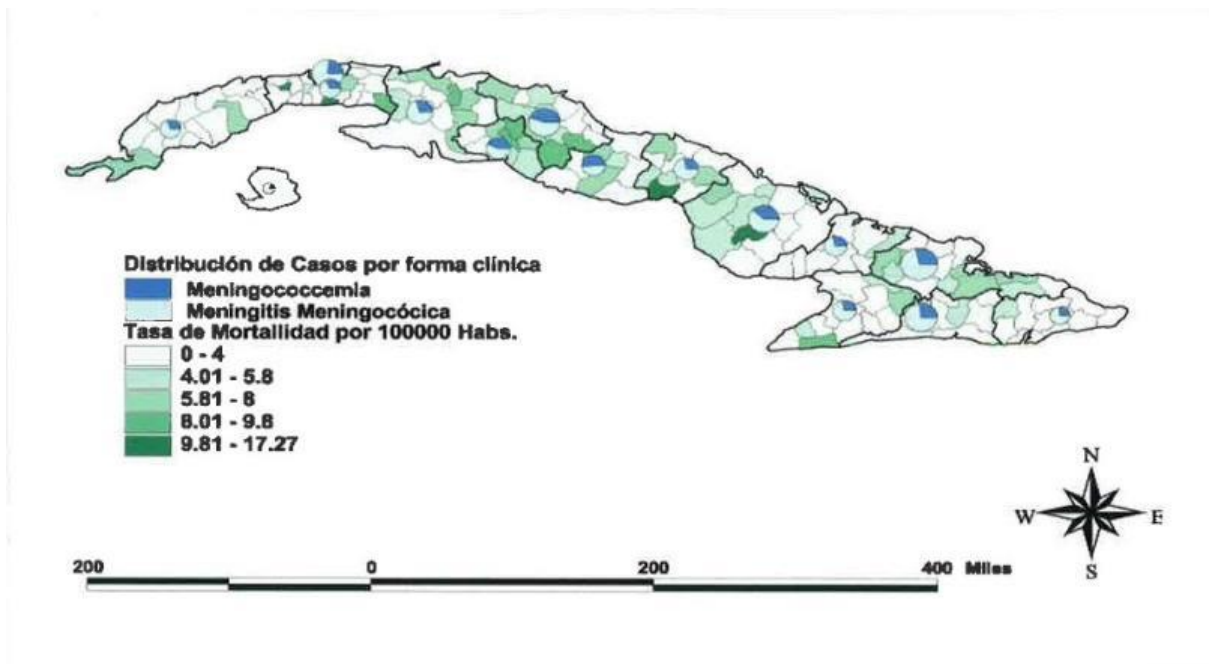 Distribución de Casos por forma clínica
Meningococcemia
Meningitis Meningocócica
Tasa de Mortallidad por 100000 Habs.
0 - 4
4.01 - 5.8
5.81 - 8
8.01 - 9.8
9.81 - 17.27
N
W E
S
200 0 200 400 Miles